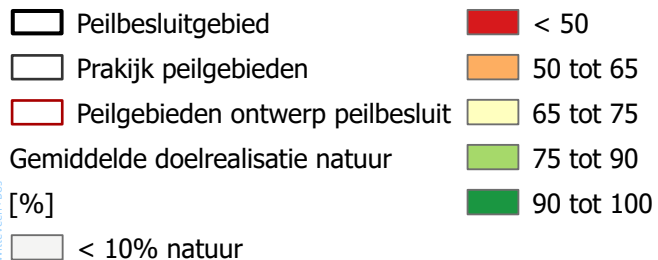 Peilbesluitgebied
Prakijk peilgebieden
Peilgebieden ontwerp peilbesluit
Gemiddelde doelrealisatie natuur
[%]
< 10% natuur
< 50
50 tot 65
65 tot 75
75 tot 90
90 tot 100